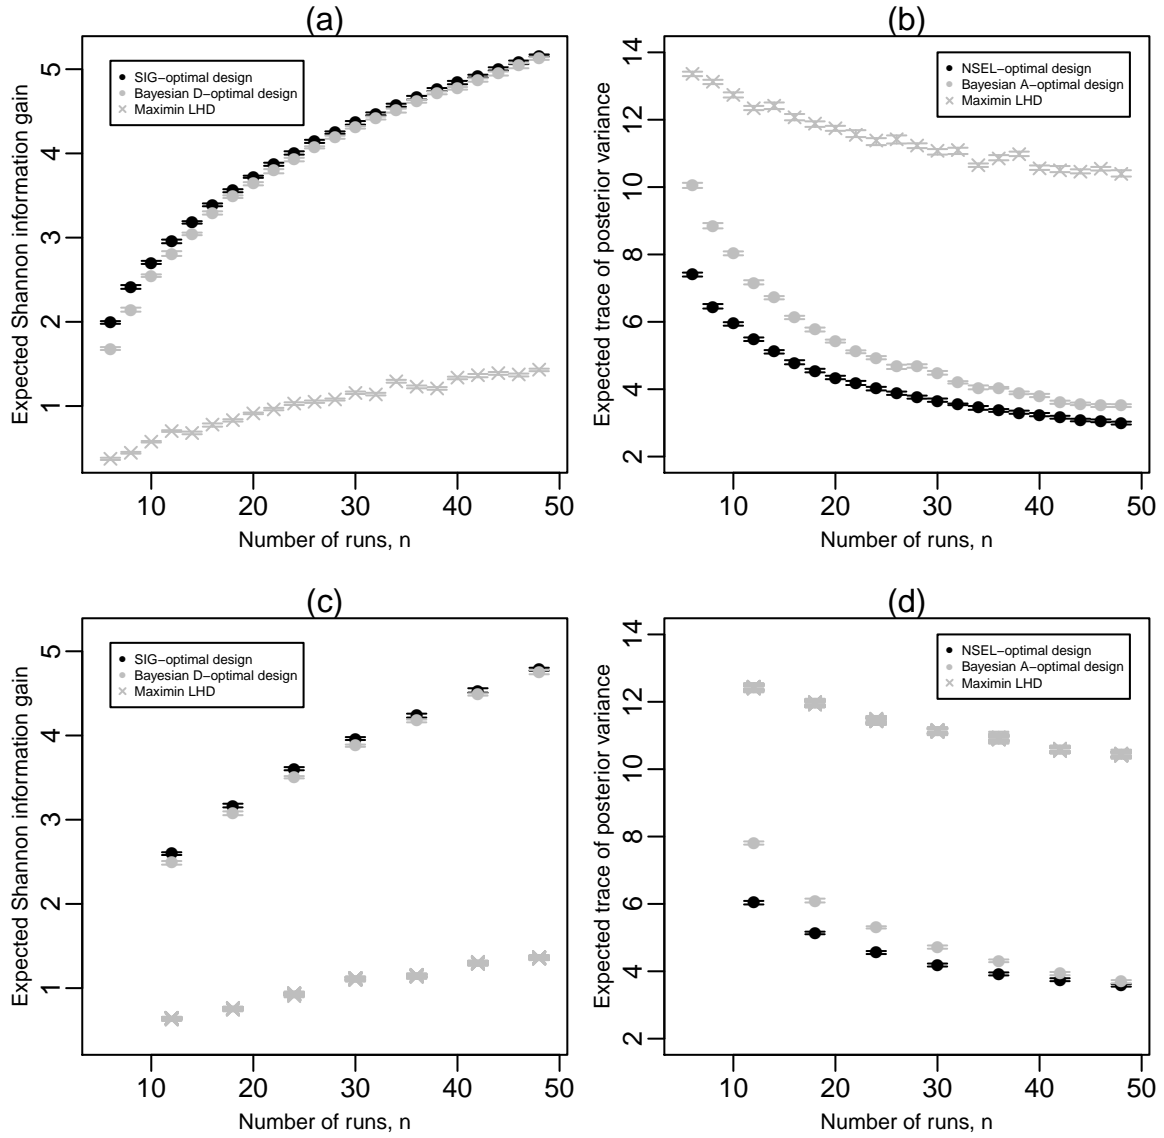 (a)
Expected Shannon information gain
5
4
3
2
1
SIG−optimal design
Bayesian D−optimal design
Maximin LHD
10 20 30 40 50
Number of runs, n
(b)
Expected trace of posterior variance
14
12
10
8
6
4
2
NSEL−optimal design
Bayesian A−optimal design
Maximin LHD
10 20 30 40 50
Number of runs, n
(c)
Expected Shannon information gain
5
4
3
2
1
SIG−optimal design
Bayesian D−optimal design
Maximin LHD
10 20 30 40 50
Number of runs, n
(d)
Expected trace of posterior variance
14
12
10
8
6
4
2
NSEL−optimal design
Bayesian A−optimal design
Maximin LHD
10 20 30 40 50
Number of runs, n